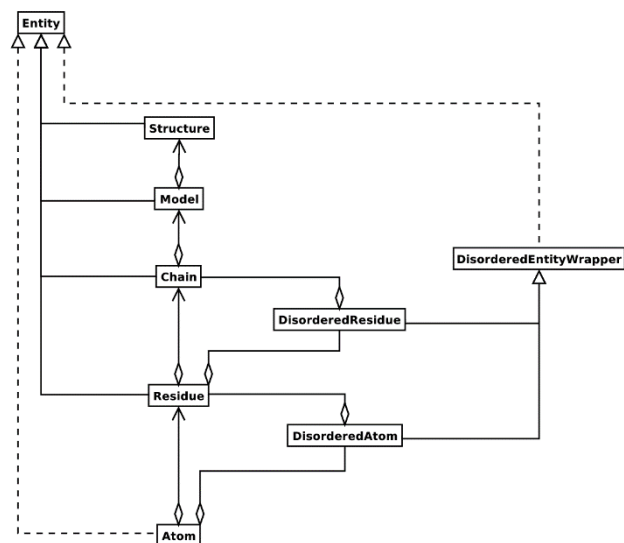 Entity
Structure
Model
DisorderedEntityWrapper
Chain
DisorderedResidue
Residue
DisorderedAtom
Atom